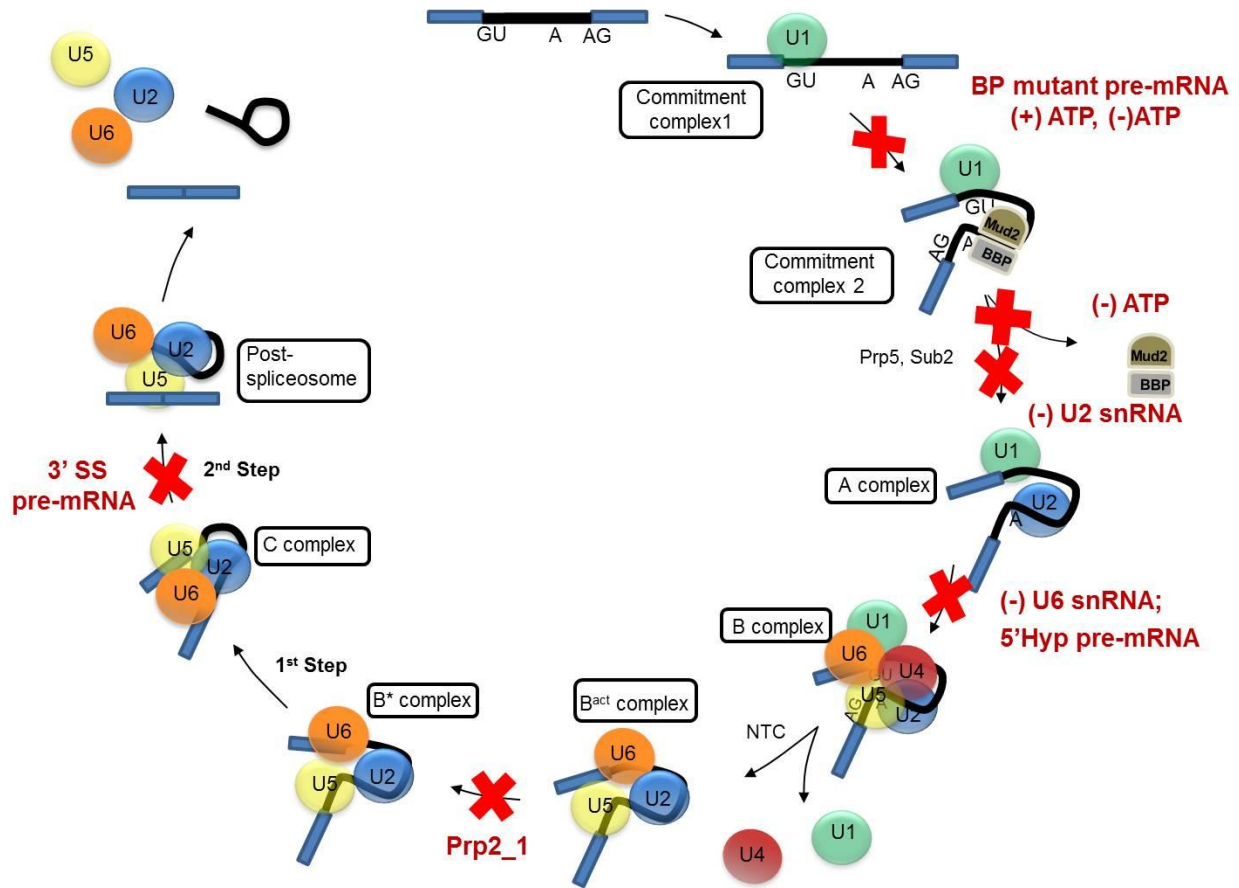 GU A AG
U1
GU A AG
Commitment
complex1
BP mutant pre-mRNA
(+) ATP, (-)ATP
U1
GU
AG
A
Mud2
BBP
Commitment
complex 2
(-) ATP
Prp5, Sub2
Mud2
BBP
(-) U2 snRNA
U1
A complex
U2
A
(-) U6 snRNA;
5'Hyp pre-mRNA
B complex
U1
U6
U4
GU
U5
A
AG
U2
NTC
U1
U4
Bact complex
U6
U5
U2
Prp2_1
B* complex
U6
U5
U2
1st Step
C complex
U5
U2
U6
3' SS
pre-mRNA
2nd Step
Post-
spliceosome
U6
U2
U5
U5
U2
U6